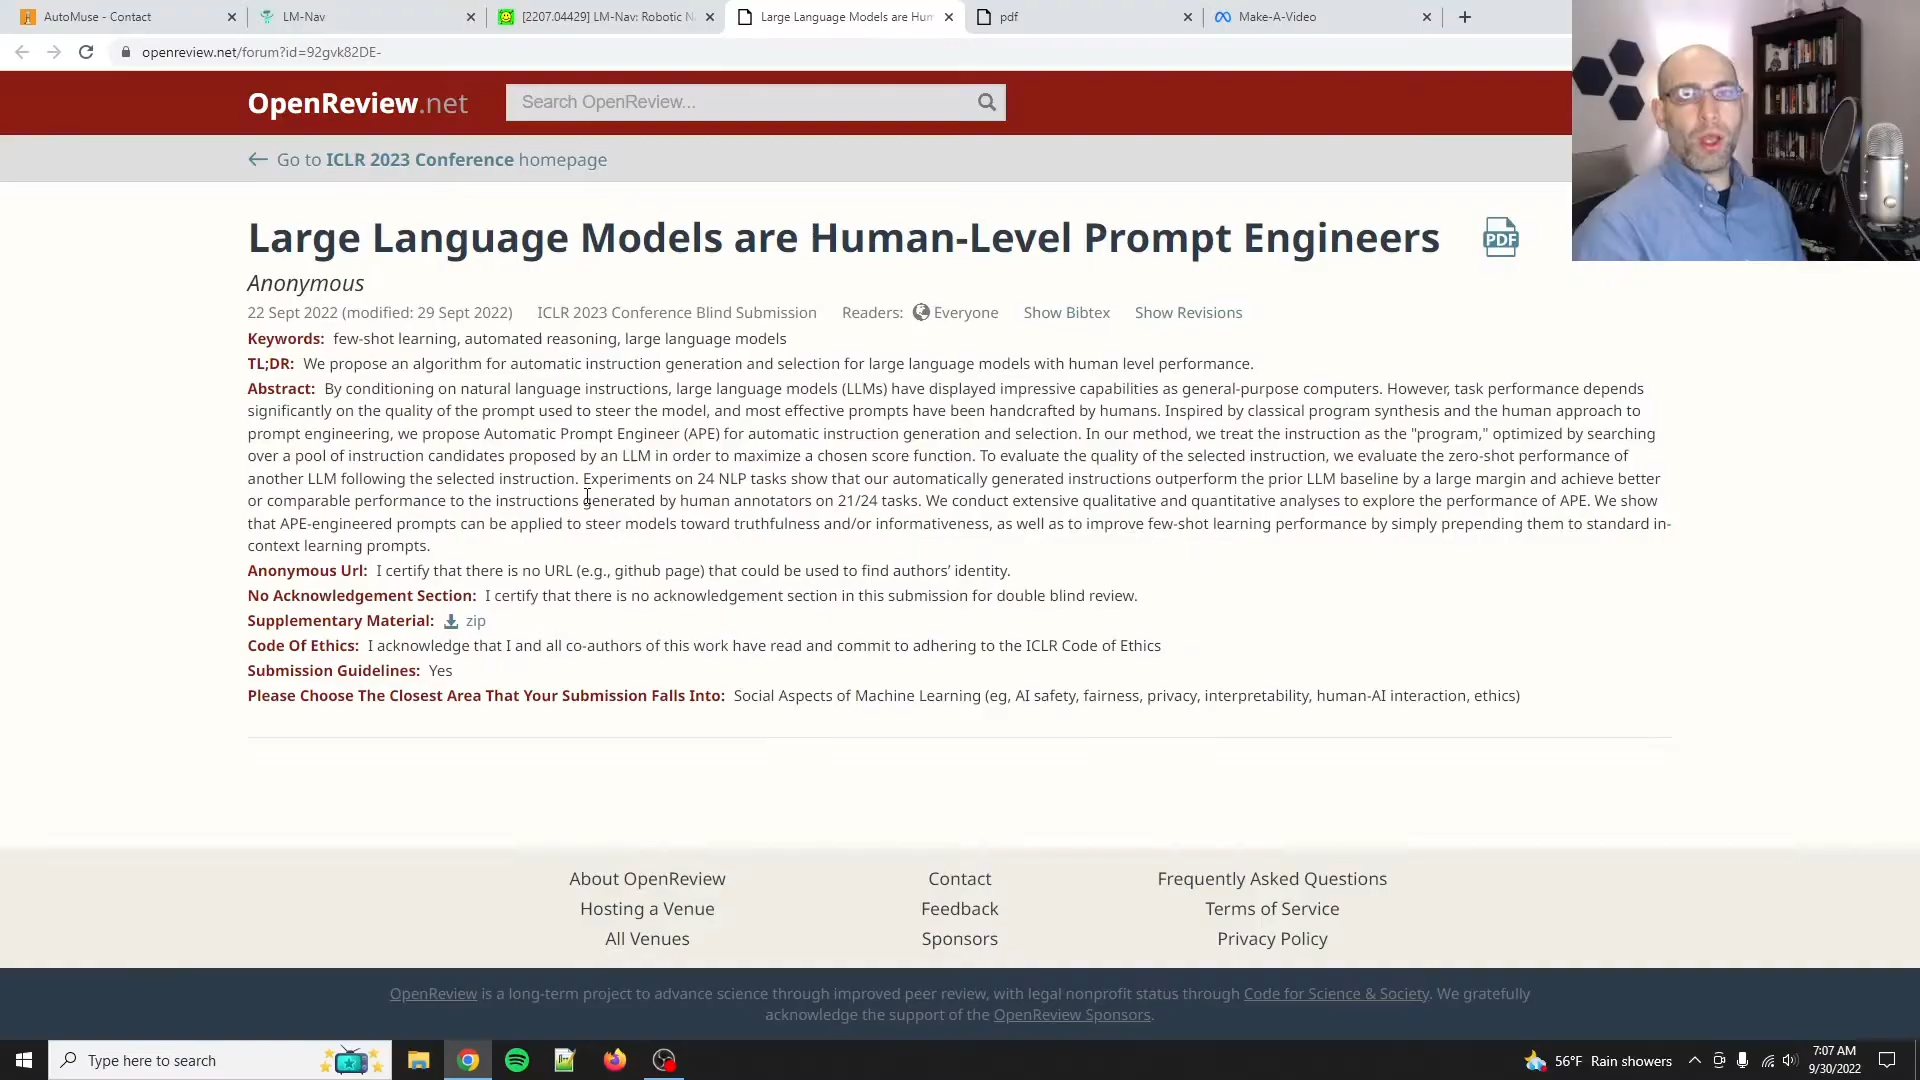 AutoMuse - Contact
LM-Nav
[2207.04429] LM-Nav: Robotic N
Large Language Models are Hum
pdf
Make-A-Video
openreview.net/forum?id=92gvk82DE-
OpenReview.net
Search OpenReview...
Go to ICLR 2023 Conference homepage
Large Language Models are Human-Level Prompt Engineers
PDF
Anonymous
22 Sept 2022 (modified: 29 Sept 2022) ICLR 2023 Conference Blind Submission Readers: Everyone Show Bibtex Show Revisions
Keywords: few-shot learning, automated reasoning, large language models
TL;DR: We propose an algorithm for automatic instruction generation and selection for large language models with human level performance.
Abstract: By conditioning on natural language instructions, large language models (LLMs) have displayed impressive capabilities as general-purpose computers. However, task performance depends
significantly on the quality of the prompt used to steer the model, and most effective prompts have been handcrafted by humans. Inspired by classical program synthesis and the human approach to
prompt engineering, we propose Automatic Prompt Engineer (APE) for automatic instruction generation and selection. In our method, we treat the instruction as the "program," optimized by searching
over a pool of instruction candidates proposed by an LLM in order to maximize a chosen score function. To evaluate the quality of the selected instruction, we evaluate the zero-shot performance of
another LLM following the selected instruction. Experiments on 24 NLP tasks show that our automatically generated instructions outperform the prior LLM baseline by a large margin and achieve better
or comparable performance to the instructions generated by human annotators on 21/24 tasks. We conduct extensive qualitative and quantitative analyses to explore the performance of APE. We show
that APE-engineered prompts can be applied to steer models toward truthfulness and/or informativeness, as well as to improve few-shot learning performance by simply prepending them to standard in-
context learning prompts.
Anonymous Url: I certify that there is no URL (e.g., github page) that could be used to find authors' identity.
No Acknowledgement Section: I certify that there is no acknowledgement section in this submission for double blind review.
Supplementary Material: zip
Code Of Ethics: I acknowledge that I and all co-authors of this work have read and commit to adhering to the ICLR Code of Ethics
Submission Guidelines: Yes
Please Choose The Closest Area That Your Submission Falls Into: Social Aspects of Machine Learning (eg, AI safety, fairness, privacy, interpretability, human-AI interaction, ethics)
About OpenReview
Hosting a Venue
All Venues
Contact
Feedback
Sponsors
Frequently Asked Questions
Terms of Service
Privacy Policy
OpenReview is a long-term project to advance science through improved peer review, with legal nonprofit status through Code for Science & Society. We gratefully
acknowledge the support of the OpenReview Sponsors.
Type here to search
56°F Rain showers
7:07 AM
9/30/2022